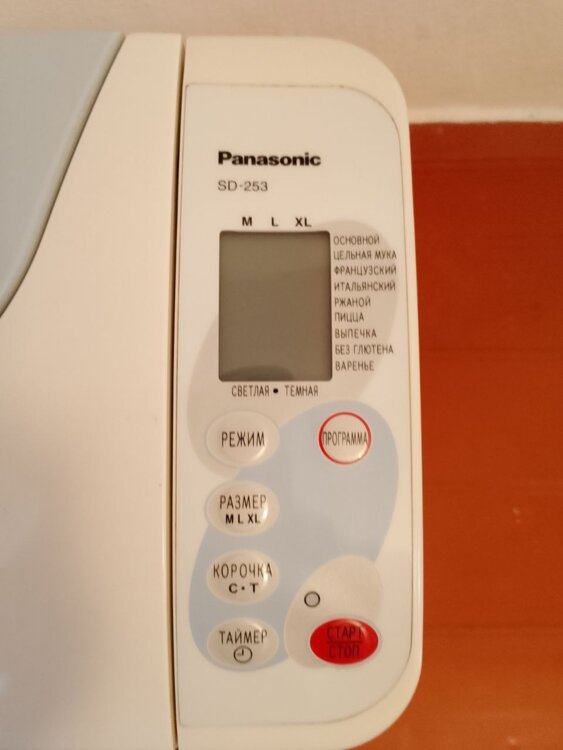 Panasonic
SD-253
M L XL
ОСНОВНОЙ
ЦЕЛЬНАЯ МУКА
ФРАНЦУЗСКИЙ
ИТАЛЬЯНСКИЙ
РЖАНОЙ
ПИЦЦА
ВЫПЕЧКА
БЕЗ ГЛЮТЕНА
ВАРЕНЬЕ
СВЕТЛАЯ • ТЕМНАЯ
РЕЖИМ
ПРОГРАММА
РАЗМЕР
M L XL
КОРОЧКА
С • Т
ТАЙМЕР
СТАРТ
СТОП